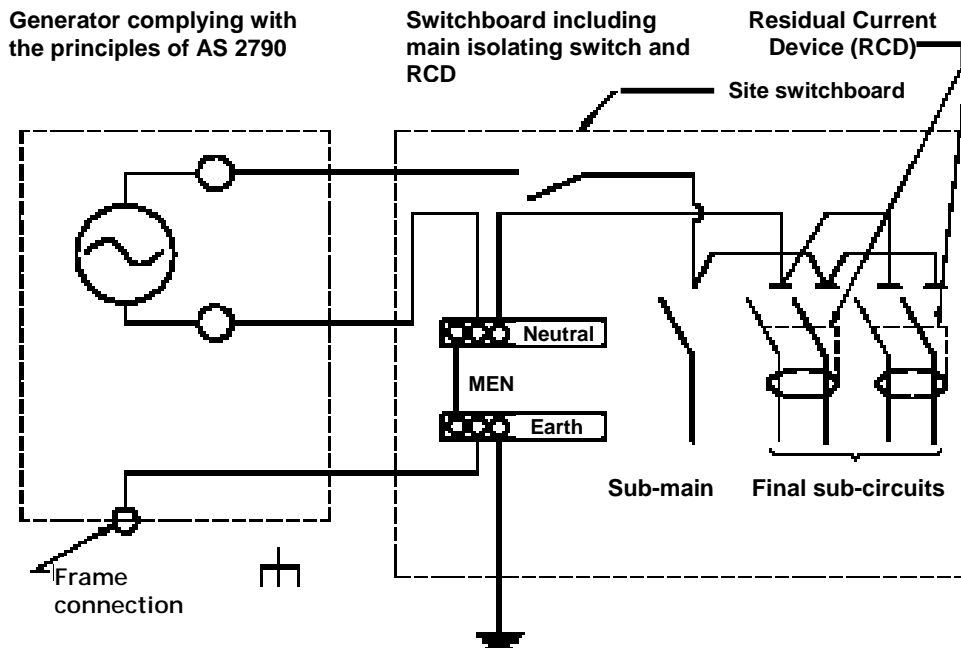 Generator complying with
the principles of AS 2790
Switchboard including
main isolating switch and
RCD
Residual Current
Device (RCD)
Site switchboard
Neutral
MEN
Earth
Sub-main
Final sub-circuits
Frame
connection